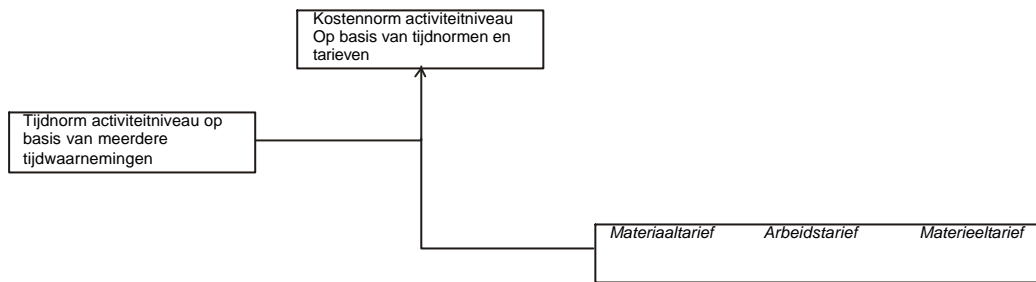 Kostennorm activiteitniveau
Op basis van tijdnormen en
tarieven
Tijdnorm activiteitniveau op
basis van meerdere
tijdwaarnemingen
Materiaaltarief Arbeidstarief Materieeltarief